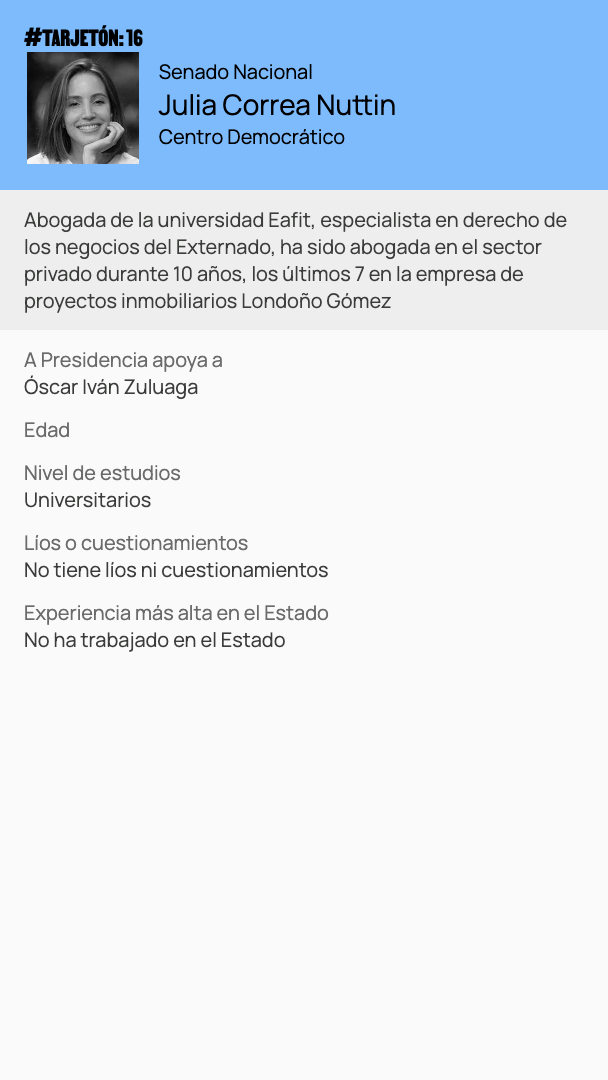 #TARJETÓN: 16
Senado Nacional
Julia Correa Nuttin
Centro Democrático
Abogada de la universidad Eafit, especialista en derecho de
los negocios del Externado, ha sido abogada en el sector
privado durante 10 años, los últimos 7 en la empresa de
proyectos inmobiliarios Londoño Gómez
A Presidencia apoya a
Óscar Iván Zuluaga
Edad
Nivel de estudios
Universitarios
Líos o cuestionamientos
No tiene líos ni cuestionamientos
Experiencia más alta en el Estado
No ha trabajado en el Estado